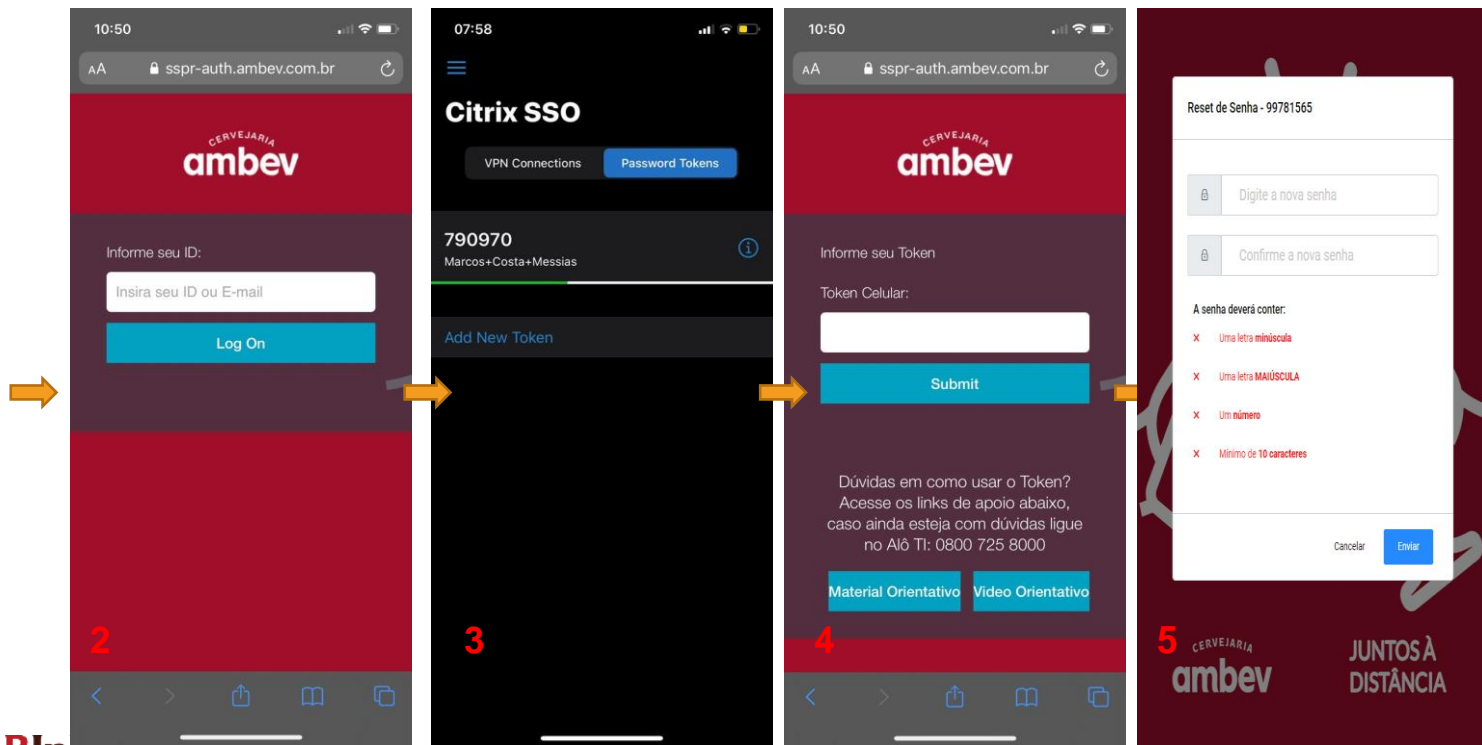 10:50
AA sspr-auth.ambev.com.br
CERVEJARIA
ambev
Informe seu ID:
Insira seu ID ou E-mail
Log On
2
07:58
Citrix SSO
VPN Connections Password Tokens
790970
Marcos+Costa+Messias
Add New Token
3
10:50
AA sspr-auth.ambev.com.br
CERVEJARIA
ambev
Informe seu Token
Token Celular:
Submit
Dúvidas em como usar o Token?
Acesse os links de apoio abaixo,
caso ainda esteja com dúvidas ligue
no Alô TI: 0800 725 8000
Material Orientativo Video Orientativo
4
Reset de Senha - 99781565
Digite a nova senha
Confirme a nova senha
A senha deverá conter:
X Uma letra minúscula
X Uma letra MAIÚSCULA
X Um número
X Mínimo de 10 caracteres
Cancelar Enviar
5
CERVEJARIA
ambev
JUNTOS À
DISTÂNCIA